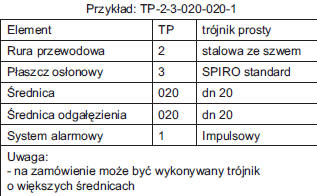 Przykład: TP-2-3-020-020-1
Element TP trójnik prosty
Rura przewodowa 2 stalowa ze szwem
Płaszcz osłonowy 3 SPIRO standard
Średnica 020 dn 20
Średnica odgałęzienia 020 dn 20
System alarmowy 1 Impulsowy
Uwaga:
- na zamówienie może być wykonywany trójnik
o większych średnicach